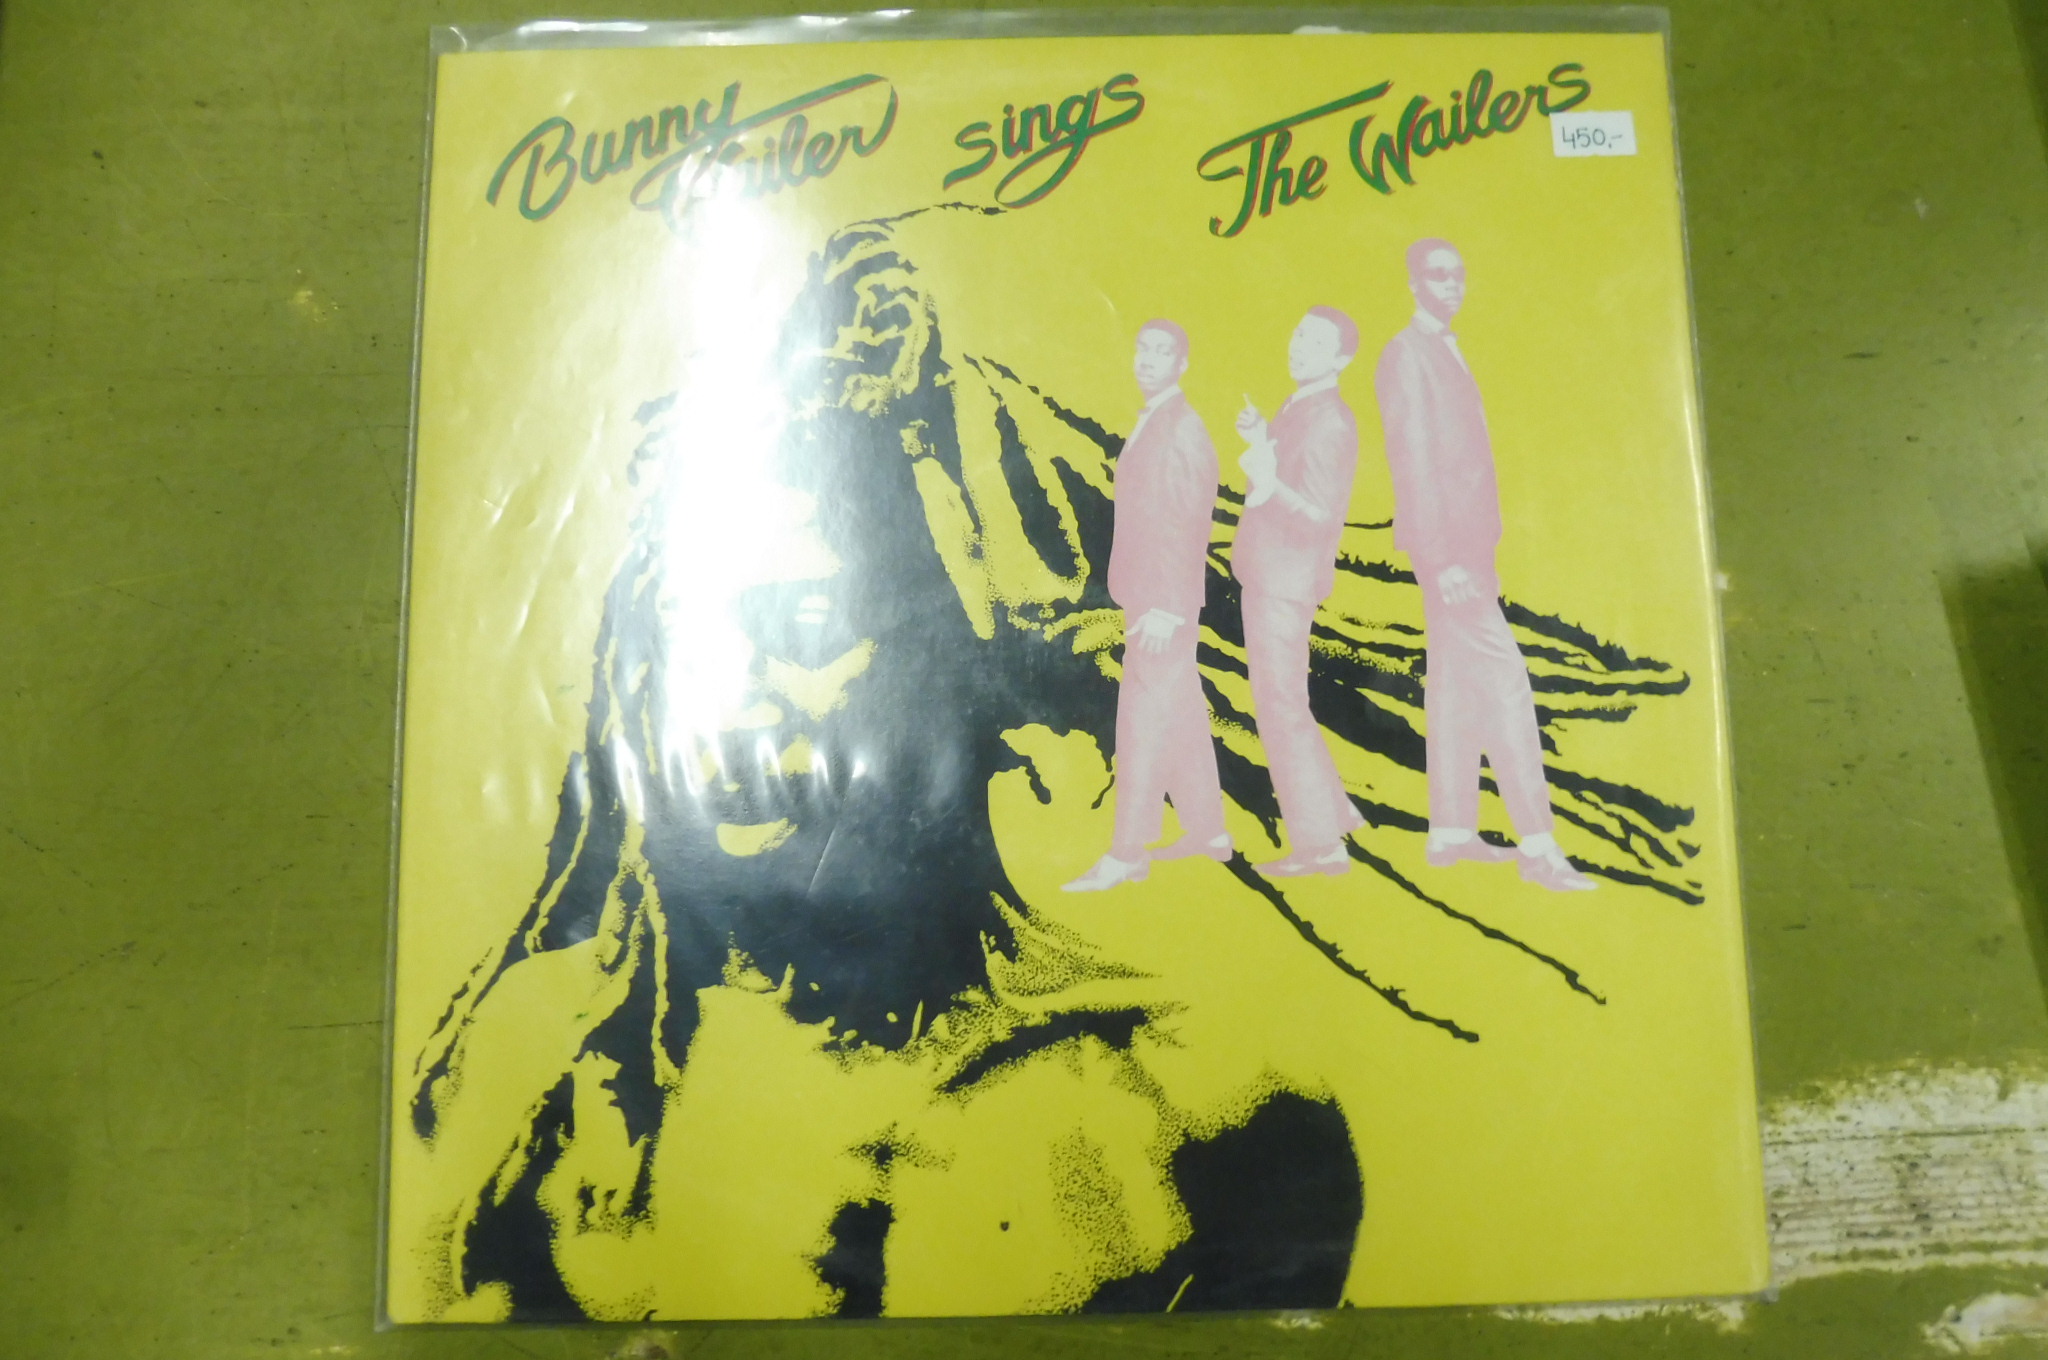 Bunny
Wailer sings The Wailers
450,-